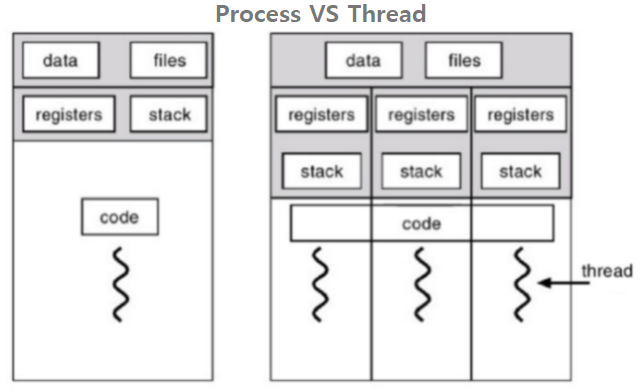 Process VS Thread
data files
registers stack
code
data files
registers registers registers
stack stack stack
code
thread